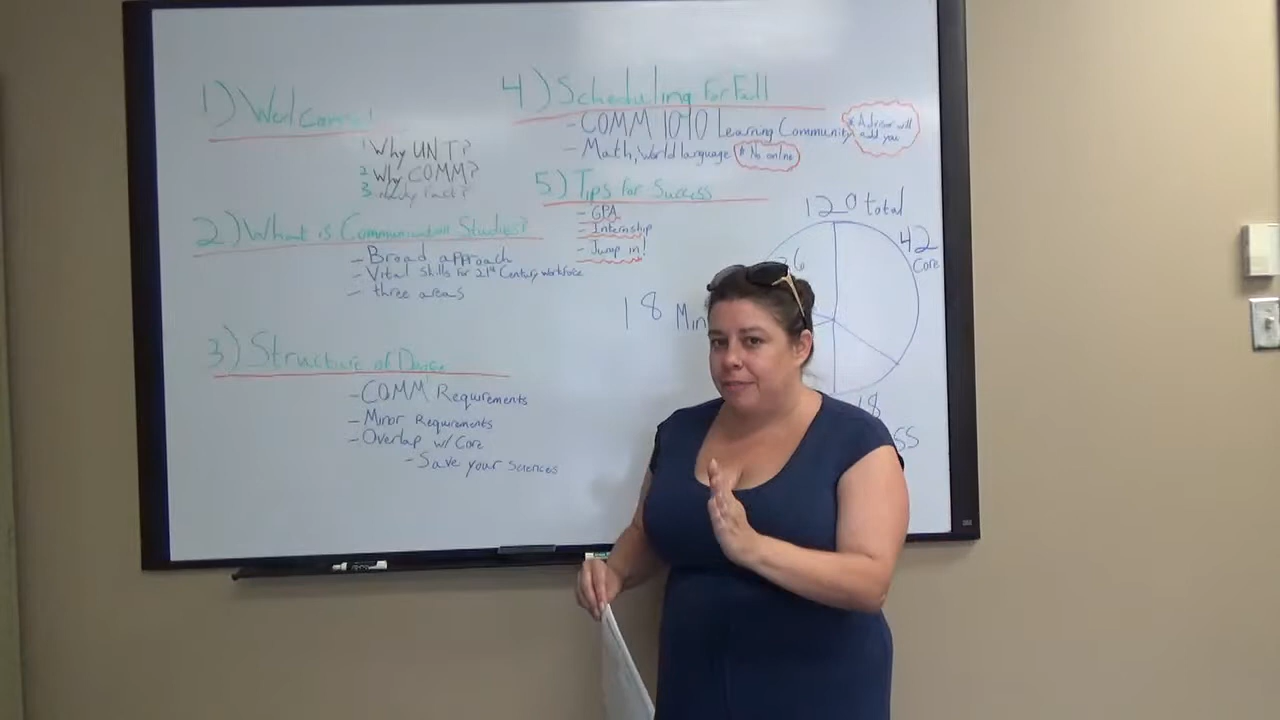 1) Welcome!
1 Why UNT?
2 Why COMM?
3
2) What is Communication Studies?
- Broad approach
- Vital skills for 21st Century workforce
- three areas
3) Structure of Degree
- COMM Requirements
- Minor Requirements
- Overlap w/ Core
- Save your sciences
4) Scheduling for Fall
- COMM 1010 Learning Community
* Advisor will add you
- Math, World language
* No online
5) Tips for Success
- GPA
- Internship
- Jump in!
120 total
42
Core
36
18 Min
18
SS